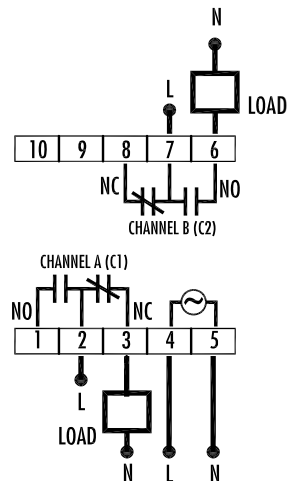 N
L
LOAD
10 9 8 7 6
NC NO
CHANNEL B (C2)
CHANNEL A (C1)
NO NC
1 2 3 4 5
L
LOAD
N L N